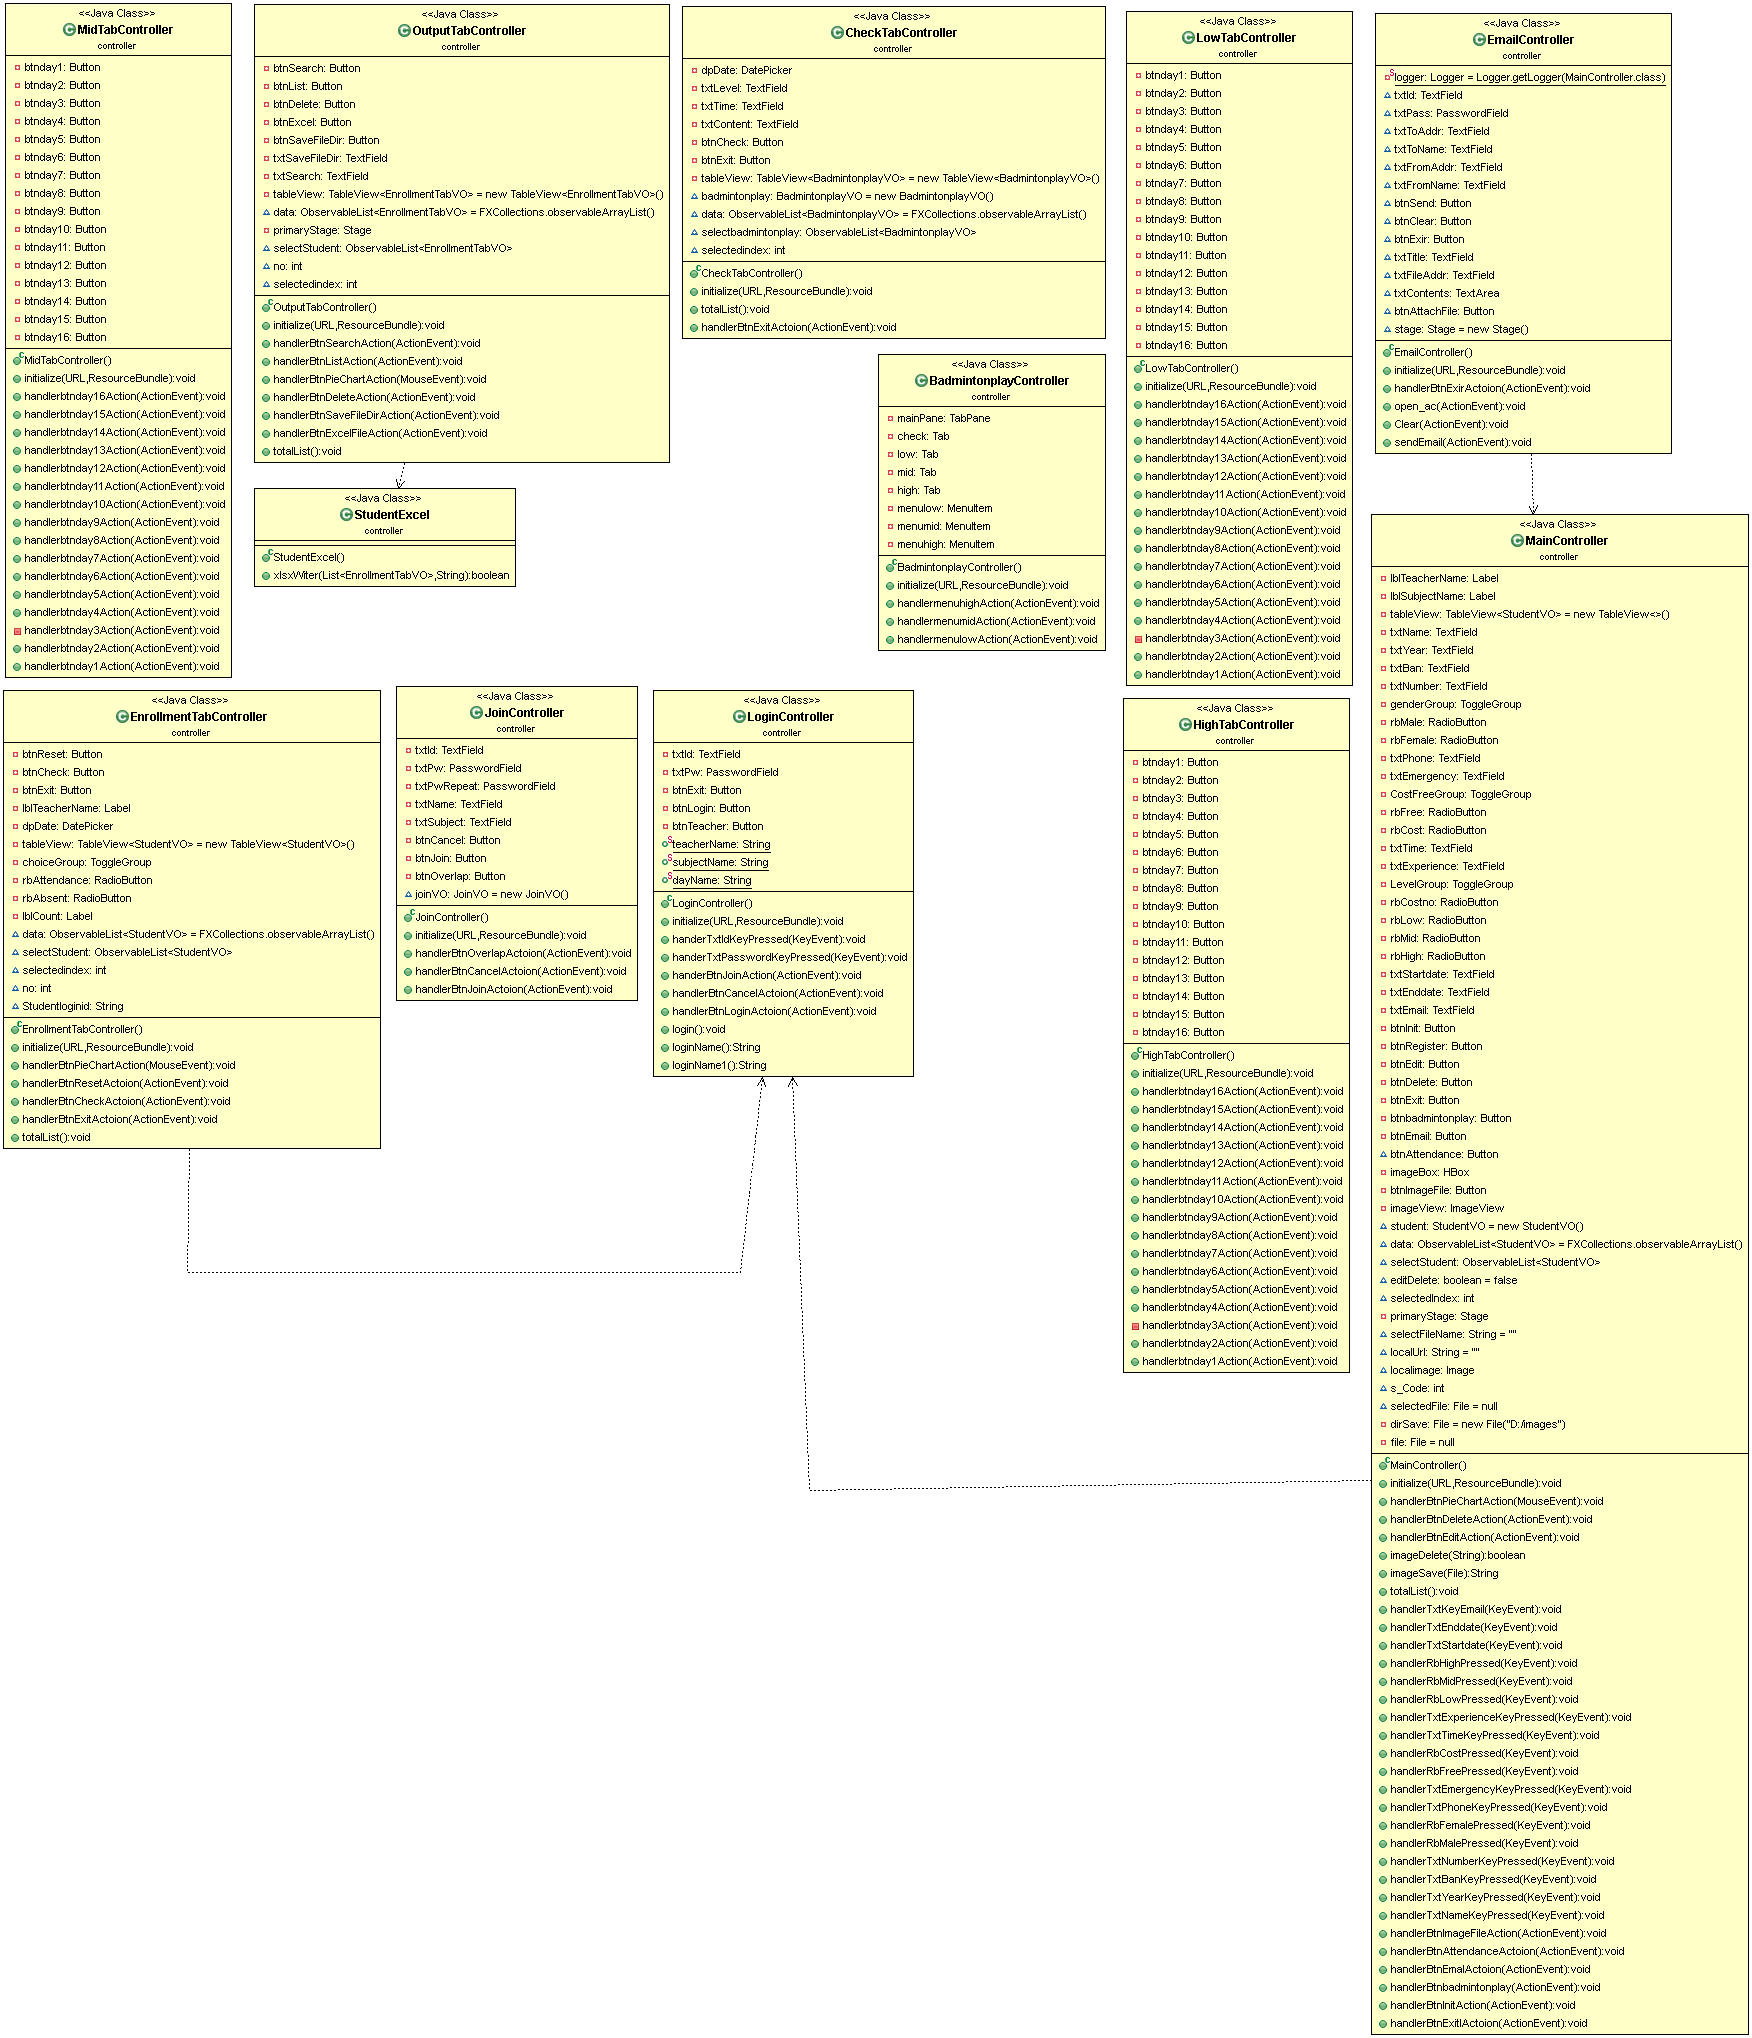 <<Java Class>>
MidTabController
controller
btnday1: Button
btnday2: Button
btnday3: Button
btnday4: Button
btnday5: Button
btnday6: Button
btnday7: Button
btnday8: Button
btnday9: Button
btnday10: Button
btnday11: Button
btnday12: Button
btnday13: Button
btnday14: Button
btnday15: Button
btnday16: Button
MidTabController()
initialize(URL,ResourceBundle):void
handlerbtnday16Action(ActionEvent):void
handlerbtnday15Action(ActionEvent):void
handlerbtnday14Action(ActionEvent):void
handlerbtnday13Action(ActionEvent):void
handlerbtnday12Action(ActionEvent):void
handlerbtnday11Action(ActionEvent):void
handlerbtnday10Action(ActionEvent):void
handlerbtnday9Action(ActionEvent):void
handlerbtnday8Action(ActionEvent):void
handlerbtnday7Action(ActionEvent):void
handlerbtnday6Action(ActionEvent):void
handlerbtnday5Action(ActionEvent):void
handlerbtnday4Action(ActionEvent):void
handlerbtnday3Action(ActionEvent):void
handlerbtnday2Action(ActionEvent):void
handlerbtnday1Action(ActionEvent):void
<<Java Class>>
OutputTabController
controller
btnSearch: Button
btnList: Button
btnDelete: Button
btnExcel: Button
btnSaveFileDir: Button
txtSaveFileDir: TextField
txtSearch: TextField
tableView: TableView<EnrollmentTabVO> = new TableView<EnrollmentTabVO>()
data: ObservableList<EnrollmentTabVO> = FXCollections.observableArrayList()
primaryStage: Stage
selectStudent: ObservableList<EnrollmentTabVO>
no: int
selectedindex: int
OutputTabController()
initialize(URL,ResourceBundle):void
handlerBtnSearchAction(ActionEvent):void
handlerBtnListAction(ActionEvent):void
handlerBtnPieChartAction(MouseEvent):void
handlerBtnDeleteAction(ActionEvent):void
handlerBtnSaveFileDirAction(ActionEvent):void
handlerBtnExcelFileAction(ActionEvent):void
totalList():void
<<Java Class>>
StudentExcel
controller
StudentExcel()
xlsxWiter(List<EnrollmentTabVO>,String):boolean
<<Java Class>>
CheckTabController
controller
dpDate: DatePicker
txtLevel: TextField
txtTime: TextField
txtContent: TextField
btnCheck: Button
btnExit: Button
tableView: TableView<BadmintonplayVO> = new TableView<BadmintonplayVO>()
badmintonplay: BadmintonplayVO = new BadmintonplayVO()
data: ObservableList<BadmintonplayVO> = FXCollections.observableArrayList()
selectbadmintonplay: ObservableList<BadmintonplayVO>
selectedindex: int
CheckTabController()
initialize(URL,ResourceBundle):void
totalList():void
handlerBtnExitActoion(ActionEvent):void
<<Java Class>>
BadmintonplayController
controller
mainPane: TabPane
check: Tab
low: Tab
mid: Tab
high: Tab
menulow: MenuItem
menumid: MenuItem
menuhigh: MenuItem
BadmintonplayController()
initialize(URL,ResourceBundle):void
handlermenuhighAction(ActionEvent):void
handlermenumidAction(ActionEvent):void
handlermenulowAction(ActionEvent):void
<<Java Class>>
LowTabController
controller
btnday1: Button
btnday2: Button
btnday3: Button
btnday4: Button
btnday5: Button
btnday6: Button
btnday7: Button
btnday8: Button
btnday9: Button
btnday10: Button
btnday11: Button
btnday12: Button
btnday13: Button
btnday14: Button
btnday15: Button
btnday16: Button
LowTabController()
initialize(URL,ResourceBundle):void
handlerbtnday16Action(ActionEvent):void
handlerbtnday15Action(ActionEvent):void
handlerbtnday14Action(ActionEvent):void
handlerbtnday13Action(ActionEvent):void
handlerbtnday12Action(ActionEvent):void
handlerbtnday11Action(ActionEvent):void
handlerbtnday10Action(ActionEvent):void
handlerbtnday9Action(ActionEvent):void
handlerbtnday8Action(ActionEvent):void
handlerbtnday7Action(ActionEvent):void
handlerbtnday6Action(ActionEvent):void
handlerbtnday5Action(ActionEvent):void
handlerbtnday4Action(ActionEvent):void
handlerbtnday3Action(ActionEvent):void
handlerbtnday2Action(ActionEvent):void
handlerbtnday1Action(ActionEvent):void
<<Java Class>>
EmailController
controller
logger: Logger = Logger.getLogger(MainController.class)
txtId: TextField
txtPass: PasswordField
txtToAddr: TextField
txtToName: TextField
txtFromAddr: TextField
txtFromName: TextField
btnSend: Button
btnClear: Button
btnExir: Button
txtTitle: TextField
txtFileAddr: TextField
txtContents: TextArea
btnAttachFile: Button
stage: Stage = new Stage()
EmailController()
initialize(URL,ResourceBundle):void
handlerBtnExirActoion(ActionEvent):void
open_ac(ActionEvent):void
Clear(ActionEvent):void
sendEmail(ActionEvent):void
<<Java Class>>
EnrollmentTabController
controller
btnReset: Button
btnCheck: Button
btnExit: Button
lblTeacherName: Label
dpDate: DatePicker
tableView: TableView<StudentVO> = new TableView<StudentVO>()
choiceGroup: ToggleGroup
rbAttendance: RadioButton
rbAbsent: RadioButton
lblCount: Label
data: ObservableList<StudentVO> = FXCollections.observableArrayList()
selectStudent: ObservableList<StudentVO>
selectedindex: int
no: int
Studentloginid: String
EnrollmentTabController()
initialize(URL,ResourceBundle):void
handlerBtnPieChartAction(MouseEvent):void
handlerBtnResetActoion(ActionEvent):void
handlerBtnCheckActoion(ActionEvent):void
handlerBtnExitActoion(ActionEvent):void
totalList():void
<<Java Class>>
JoinController
controller
txtId: TextField
txtPw: PasswordField
txtPwRepeat: PasswordField
txtName: TextField
txtSubject: TextField
btnCancel: Button
btnJoin: Button
btnOverlap: Button
joinVO: JoinVO = new JoinVO()
JoinController()
initialize(URL,ResourceBundle):void
handlerBtnOverlapActoion(ActionEvent):void
handlerBtnCancelActoion(ActionEvent):void
handlerBtnJoinActoion(ActionEvent):void
<<Java Class>>
LoginController
controller
txtId: TextField
txtPw: PasswordField
btnExit: Button
btnLogin: Button
btnTeacher: Button
teacherName: String
subjectName: String
dayName: String
LoginController()
initialize(URL,ResourceBundle):void
handerTxtIdKeyPressed(KeyEvent):void
handerTxtPasswordKeyPressed(KeyEvent):void
handerBtnJoinAction(ActionEvent):void
handlerBtnCancelActoion(ActionEvent):void
handlerBtnLoginActoion(ActionEvent):void
login():void
loginName():String
loginName1():String
<<Java Class>>
HighTabController
controller
btnday1: Button
btnday2: Button
btnday3: Button
btnday4: Button
btnday5: Button
btnday6: Button
btnday7: Button
btnday8: Button
btnday9: Button
btnday10: Button
btnday11: Button
btnday12: Button
btnday13: Button
btnday14: Button
btnday15: Button
btnday16: Button
HighTabController()
initialize(URL,ResourceBundle):void
handlerbtnday16Action(ActionEvent):void
handlerbtnday15Action(ActionEvent):void
handlerbtnday14Action(ActionEvent):void
handlerbtnday13Action(ActionEvent):void
handlerbtnday12Action(ActionEvent):void
handlerbtnday11Action(ActionEvent):void
handlerbtnday10Action(ActionEvent):void
handlerbtnday9Action(ActionEvent):void
handlerbtnday8Action(ActionEvent):void
handlerbtnday7Action(ActionEvent):void
handlerbtnday6Action(ActionEvent):void
handlerbtnday5Action(ActionEvent):void
handlerbtnday4Action(ActionEvent):void
handlerbtnday3Action(ActionEvent):void
handlerbtnday2Action(ActionEvent):void
handlerbtnday1Action(ActionEvent):void
<<Java Class>>
MainController
controller
lblTeacherName: Label
lblSubjectName: Label
tableView: TableView<StudentVO> = new TableView<>()
txtName: TextField
txtYear: TextField
txtBan: TextField
txtNumber: TextField
genderGroup: ToggleGroup
rbMale: RadioButton
rbFemale: RadioButton
txtPhone: TextField
txtEmergency: TextField
CostFreeGroup: ToggleGroup
rbFree: RadioButton
rbCost: RadioButton
txtTime: TextField
txtExperience: TextField
LevelGroup: ToggleGroup
rbCostno: RadioButton
rbLow: RadioButton
rbMid: RadioButton
rbHigh: RadioButton
txtStartdate: TextField
txtEnddate: TextField
txtEmail: TextField
btnInit: Button
btnRegister: Button
btnEdit: Button
btnDelete: Button
btnExit: Button
btnbadmintonplay: Button
btnEmail: Button
btnAttendance: Button
imageBox: HBox
btnImageFile: Button
imageView: ImageView
student: StudentVO = new StudentVO()
data: ObservableList<StudentVO> = FXCollections.observableArrayList()
selectStudent: ObservableList<StudentVO>
editDelete: boolean = false
selectedIndex: int
primaryStage: Stage
selectFileName: String = ""
localUrl: String = ""
localImage: Image
s_Code: int
selectedFile: File = null
dirSave: File = new File("D:/images")
file: File = null
MainController()
initialize(URL,ResourceBundle):void
handlerBtnPieChartAction(MouseEvent):void
handlerBtnDeleteAction(ActionEvent):void
handlerBtnEditAction(ActionEvent):void
imageDelete(String):boolean
imageSave(File):String
totalList():void
handlerTxtKeyEmail(KeyEvent):void
handlerTxtEnddate(KeyEvent):void
handlerTxtStartdate(KeyEvent):void
handlerRbHighPressed(KeyEvent):void
handlerRbMidPressed(KeyEvent):void
handlerRbLowPressed(KeyEvent):void
handlerTxtExperienceKeyPressed(KeyEvent):void
handlerTxtTimeKeyPressed(KeyEvent):void
handlerRbCostPressed(KeyEvent):void
handlerRbFreePressed(KeyEvent):void
handlerTxtEmergencyKeyPressed(KeyEvent):void
handlerTxtPhoneKeyPressed(KeyEvent):void
handlerRbFemalePressed(KeyEvent):void
handlerRbMalePressed(KeyEvent):void
handlerTxtNumberKeyPressed(KeyEvent):void
handlerTxtBanKeyPressed(KeyEvent):void
handlerTxtYearKeyPressed(KeyEvent):void
handlerTxtNameKeyPressed(KeyEvent):void
handlerBtnImageFileAction(ActionEvent):void
handlerBtnAttendanceActoion(ActionEvent):void
handlerBtnEmalActoion(ActionEvent):void
handlerBtnbadmintonplay(ActionEvent):void
handlerBtnInitAction(ActionEvent):void
handlerBtnExitlActoion(ActionEvent):void